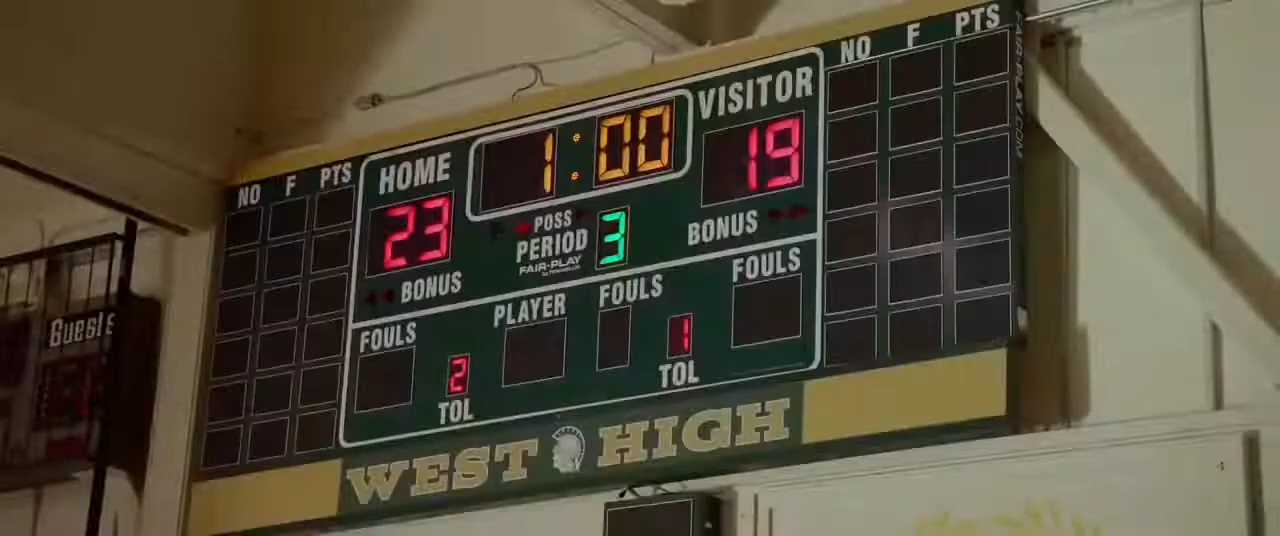 NO F PTS
HOME
1:00
VISITOR
NO F PTS
23
19
POSS
PERIOD 3
FAIR-PLAY
BONUS
BONUS
FOULS
PLAYER
FOULS
FOULS
2
TOL
1
TOL
WEST HIGH
Guests